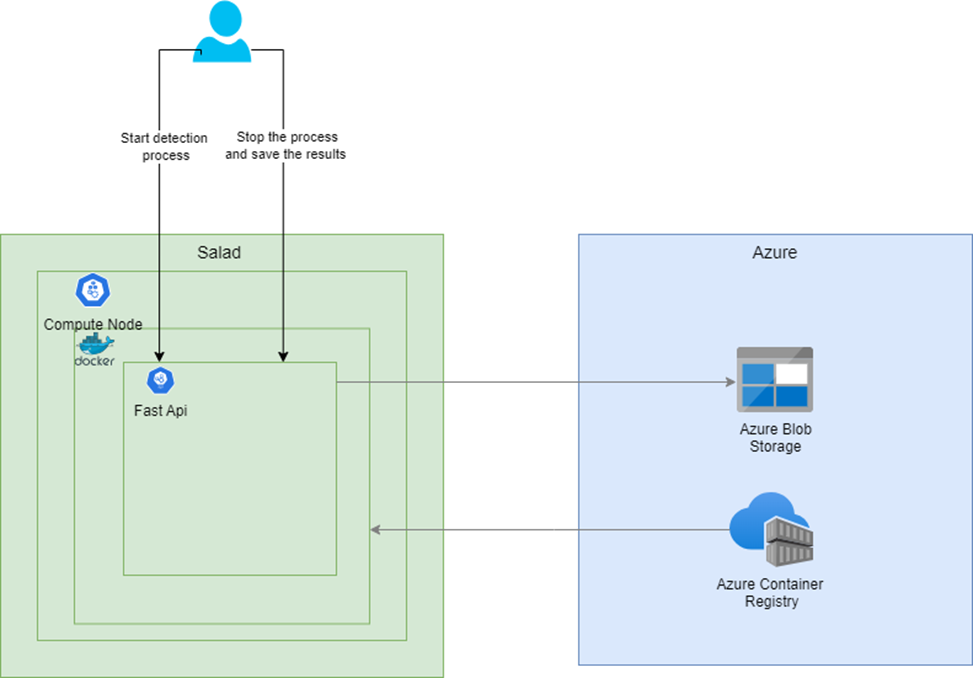 Start detection
process
Stop the process
and save the results
Salad
Azure
Compute Node
docker
Fast Api
Azure Blob
Storage
Azure Container
Registry